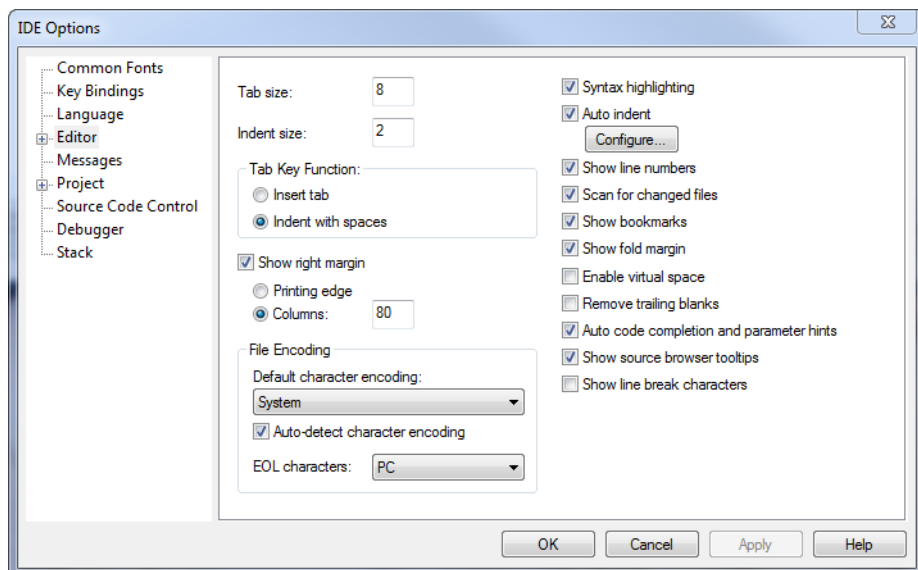 IDE Options
Common Fonts
Key Bindings
Language
Editor
Messages
Project
Source Code Control
Debugger
Stack
Tab size: 8
Indent size: 2
Tab Key Function:
Insert tab
Indent with spaces
Show right margin
Printing edge
Columns: 80
File Encoding
Default character encoding:
System
Auto-detect character encoding
EOL characters: PC
Syntax highlighting
Auto indent
Configure...
Show line numbers
Scan for changed files
Show bookmarks
Show fold margin
Enable virtual space
Remove trailing blanks
Auto code completion and parameter hints
Show source browser tooltips
Show line break characters
OK Cancel Apply Help